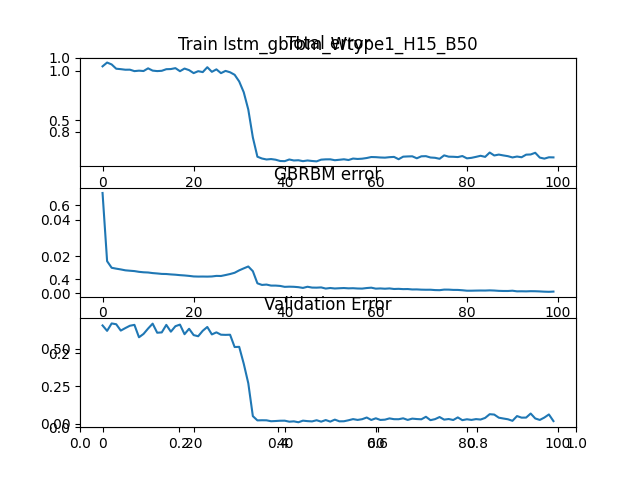 Total error
Train lstm_gbrbm_Wtype1_H15_B50
1.0
1.0
0.5
0.8
0 20 40 60 80 100
GBRBM error
0.6
0.04
0.02
0.4
0.00
0 20 40 60 80 100
Validation Error
0.50
0.2
0.25
0.00
0.0
0 20 40 60 80 100
0.0 0.2 0.4 0.6 0.8 1.0